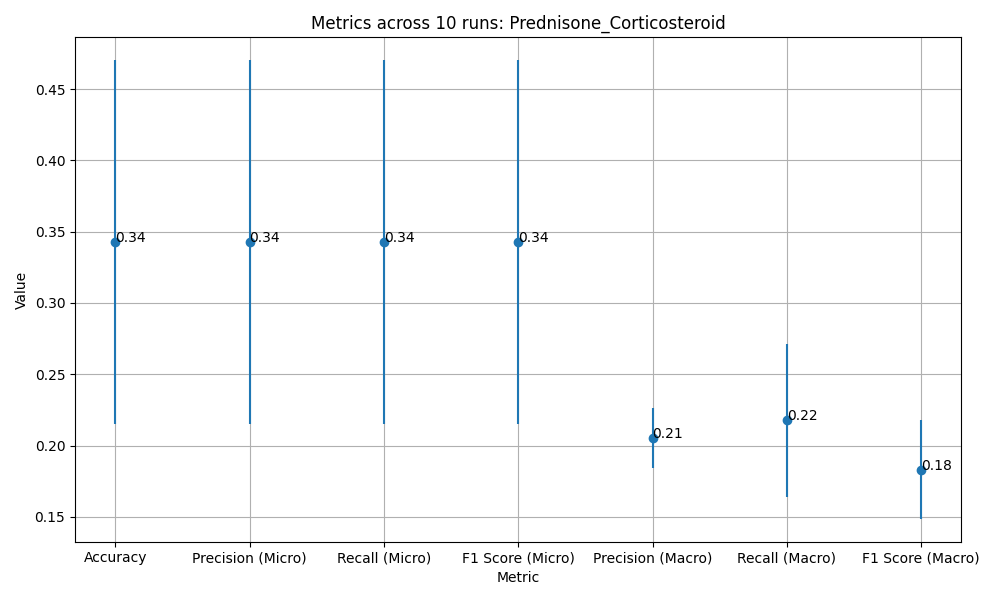 Metrics across 10 runs: Prednisone_Corticosteroid
Value
0.45
0.40
0.35
0.30
0.25
0.20
0.15
0.34
0.34
0.34
0.34
0.21
0.22
0.18
Accuracy
Precision (Micro)
Recall (Micro)
F1 Score (Micro)
Precision (Macro)
Recall (Macro)
F1 Score (Macro)
Metric